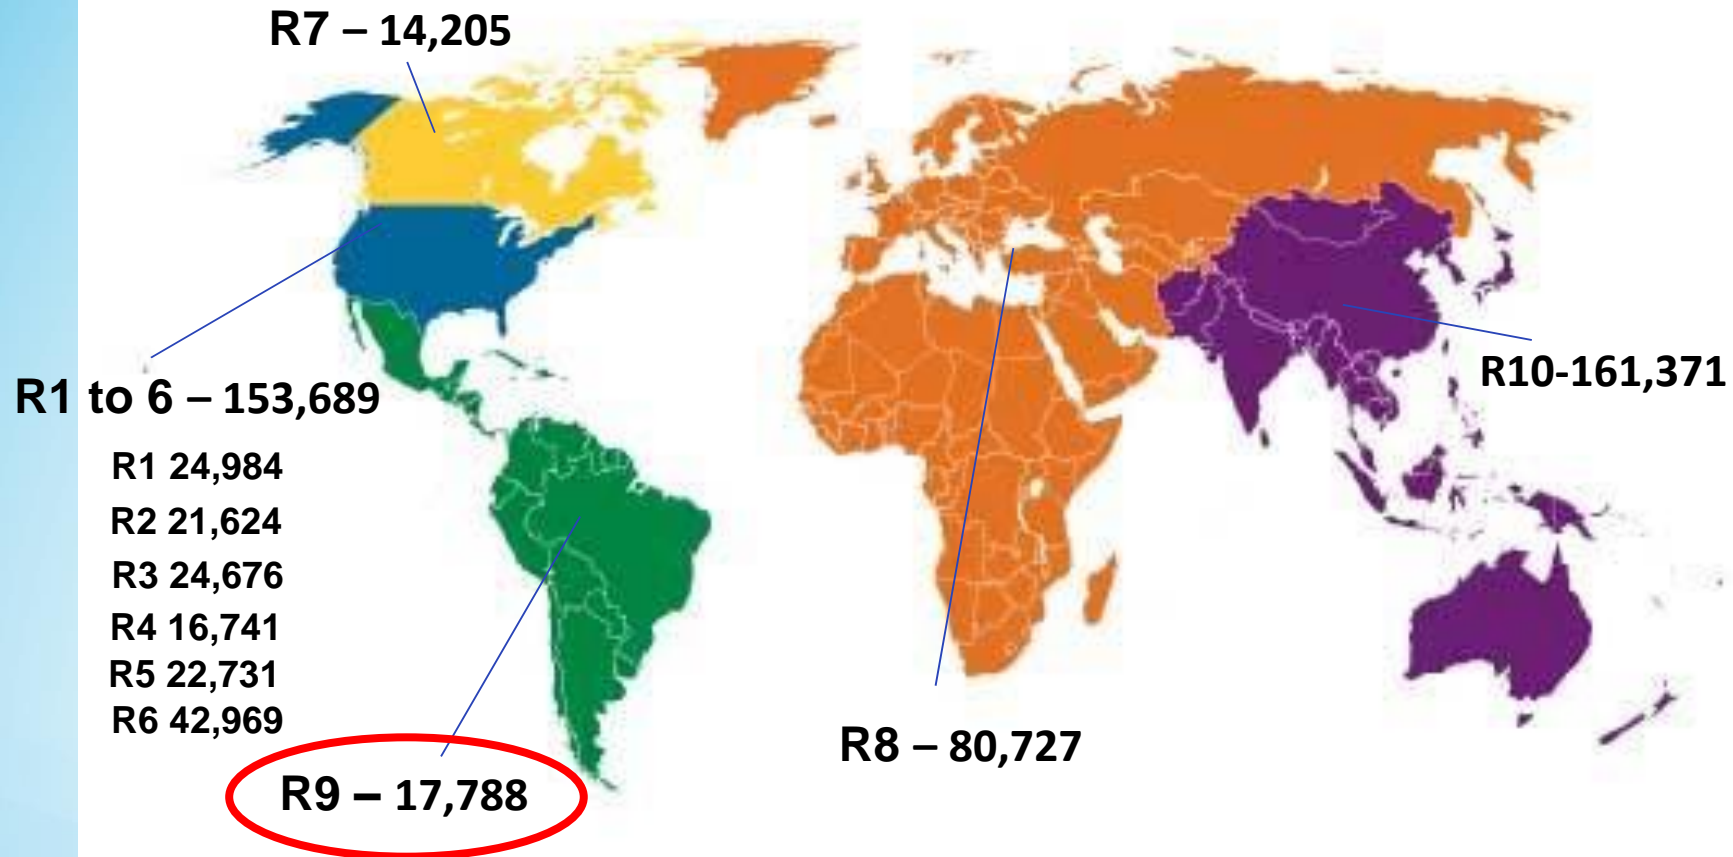 R7 – 14,205
R10-161,371
R1 to 6 – 153,689
R1 24,984
R2 21,624
R3 24,676
R4 16,741
R5 22,731
R6 42,969
R8 – 80,727
R9 – 17,788